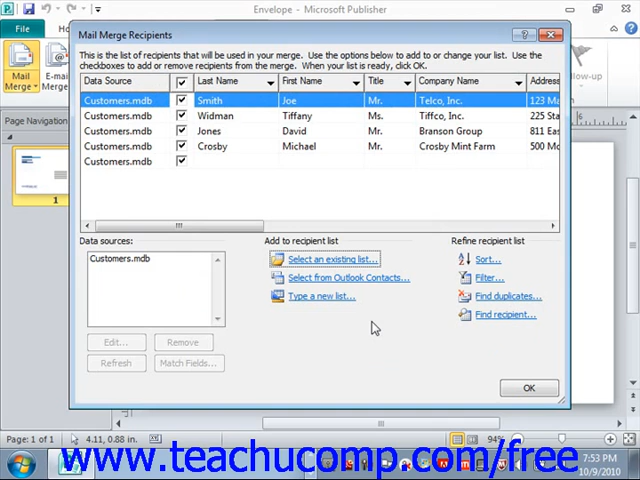 Envelope - Microsoft Publisher
File
Mail Merge
E-mail
Follow-up
Page Navigation
1
Mail Merge Recipients
This is the list of recipients that will be used in your merge. Use the options below to add to or change your list. Use the
checkboxes to add or remove recipients from the merge. When your list is ready, click OK.
Data Source Last Name First Name Title Company Name Address
Customers.mdb Smith Joe Mr. Telco, Inc. 123 Ma
Customers.mdb Widman Tiffany Ms. Tiffco, Inc. 225 Sta
Customers.mdb Jones David Mr. Branson Group 811 Eas
Customers.mdb Crosby Michael Mr. Crosby Mint Farm 500 Mo
Customers.mdb
Data sources:
Customers.mdb
Edit...
Remove
Refresh
Match Fields...
Add to recipient list
Select an existing list...
Select from Outlook Contacts...
Type a new list...
Refine recipient list
Sort...
Filter...
Find duplicates...
Find recipient...
OK
Page: 1 of 1
4.11, 0.88 in.
94%
www.teachucomp.com/free
7:53 PM
10/9/2010